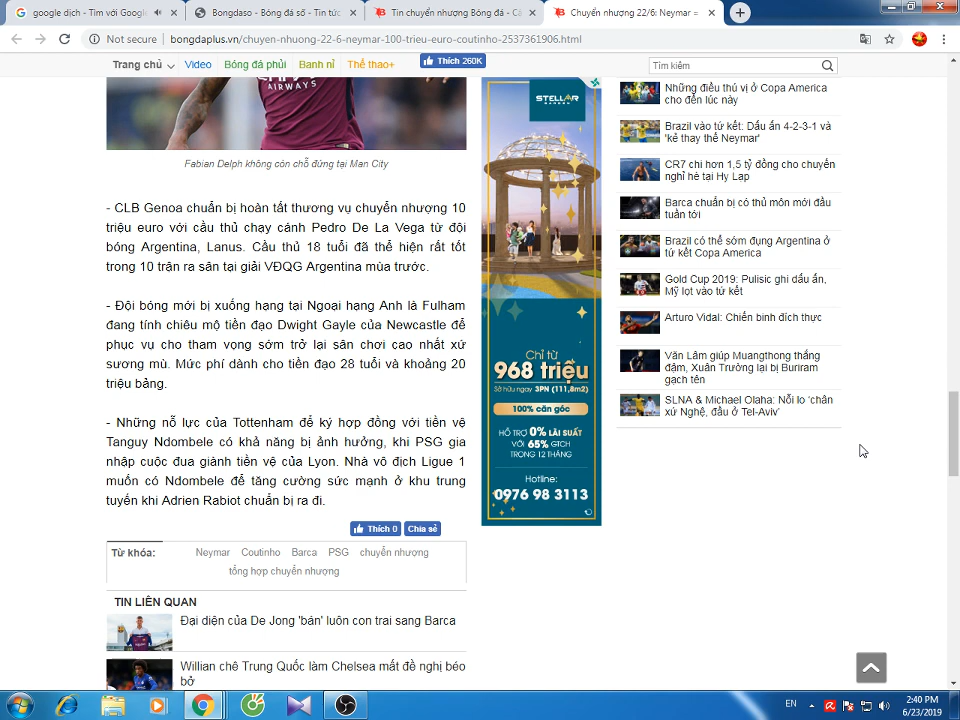 google dịch - Tìm với Google
Bongdaso - Bóng đá số - Tin tức
Tin chuyển nhượng Bóng đá - Cá
Chuyển nhượng 22/6: Neymar =
Not secure
bongdaplus.vn/chuyen-nhuong-22-6-neymar-100-trieu-euro-coutinho-2537361906.html
Trang chủ
Video
Bóng đá phủi
Banh nỉ
Thể thao+
Thích 260K
Tìm kiếm
AIRWAYS
Fabian Delph không còn chỗ đứng tại Man City
- CLB Genoa chuẩn bị hoàn tất thương vụ chuyển nhượng 10
triệu euro với cầu thủ chạy cánh Pedro De La Vega từ đội
bóng Argentina, Lanus. Cầu thủ 18 tuổi đã thể hiện rất tốt
trong 10 trận ra sân tại giải VĐQG Argentina mùa trước.
- Đội bóng mới bị xuống hạng tại Ngoại hạng Anh là Fulham
đang tính chiêu mộ tiền đạo Dwight Gayle của Newcastle để
phục vụ cho tham vọng sớm trở lại sân chơi cao nhất xứ
sương mù. Mức phí dành cho tiền đạo 28 tuổi và khoảng 20
triệu bảng.
- Những nỗ lực của Tottenham để ký hợp đồng với tiền vệ
Tanguy Ndombele có khả năng bị ảnh hưởng, khi PSG gia
nhập cuộc đua giành tiền vệ của Lyon. Nhà vô địch Ligue 1
muốn có Ndombele để tăng cường sức mạnh ở khu trung
tuyến khi Adrien Rabiot chuẩn bị ra đi.
Thích 0
Chia sẻ
Từ khóa:
Neymar
Coutinho
Barca
PSG
chuyển nhượng
tổng hợp chuyển nhượng
TIN LIÊN QUAN
Đại diện của De Jong 'bán' luôn con trai sang Barca
Willian chê Trung Quốc làm Chelsea mất đề nghị béo
bở
STELLAR
Chỉ từ
968 triệu
Sở hữu ngay 3PN (111,8m2)
100% căn góc
HỖ TRỢ 0% LÃI SUẤT
VỚI 65% GTCH
TRONG 12 THÁNG
Hotline:
0976 98 3113
Những điều thú vị ở Copa America
cho đến lúc này
Brazil vào tứ kết: Dấu ấn 4-2-3-1 và
'kẻ thay thế Neymar'
CR7 chi hơn 1,5 tỷ đồng cho chuyến
nghỉ hè tại Hy Lạp
Barca chuẩn bị có thủ môn mới đầu
tuần tới
Brazil có thể sớm đụng Argentina ở
tứ kết Copa America
Gold Cup 2019: Pulisic ghi dấu ấn,
Mỹ lọt vào tứ kết
Arturo Vidal: Chiến binh đích thực
Văn Lâm giúp Muangthong thắng
đậm, Xuân Trường lại bị Buriram
gạch tên
SLNA & Michael Olaha: Nỗi lo 'chân
xứ Nghệ, đầu ở Tel-Aviv'
EN
2:40 PM
6/23/2019